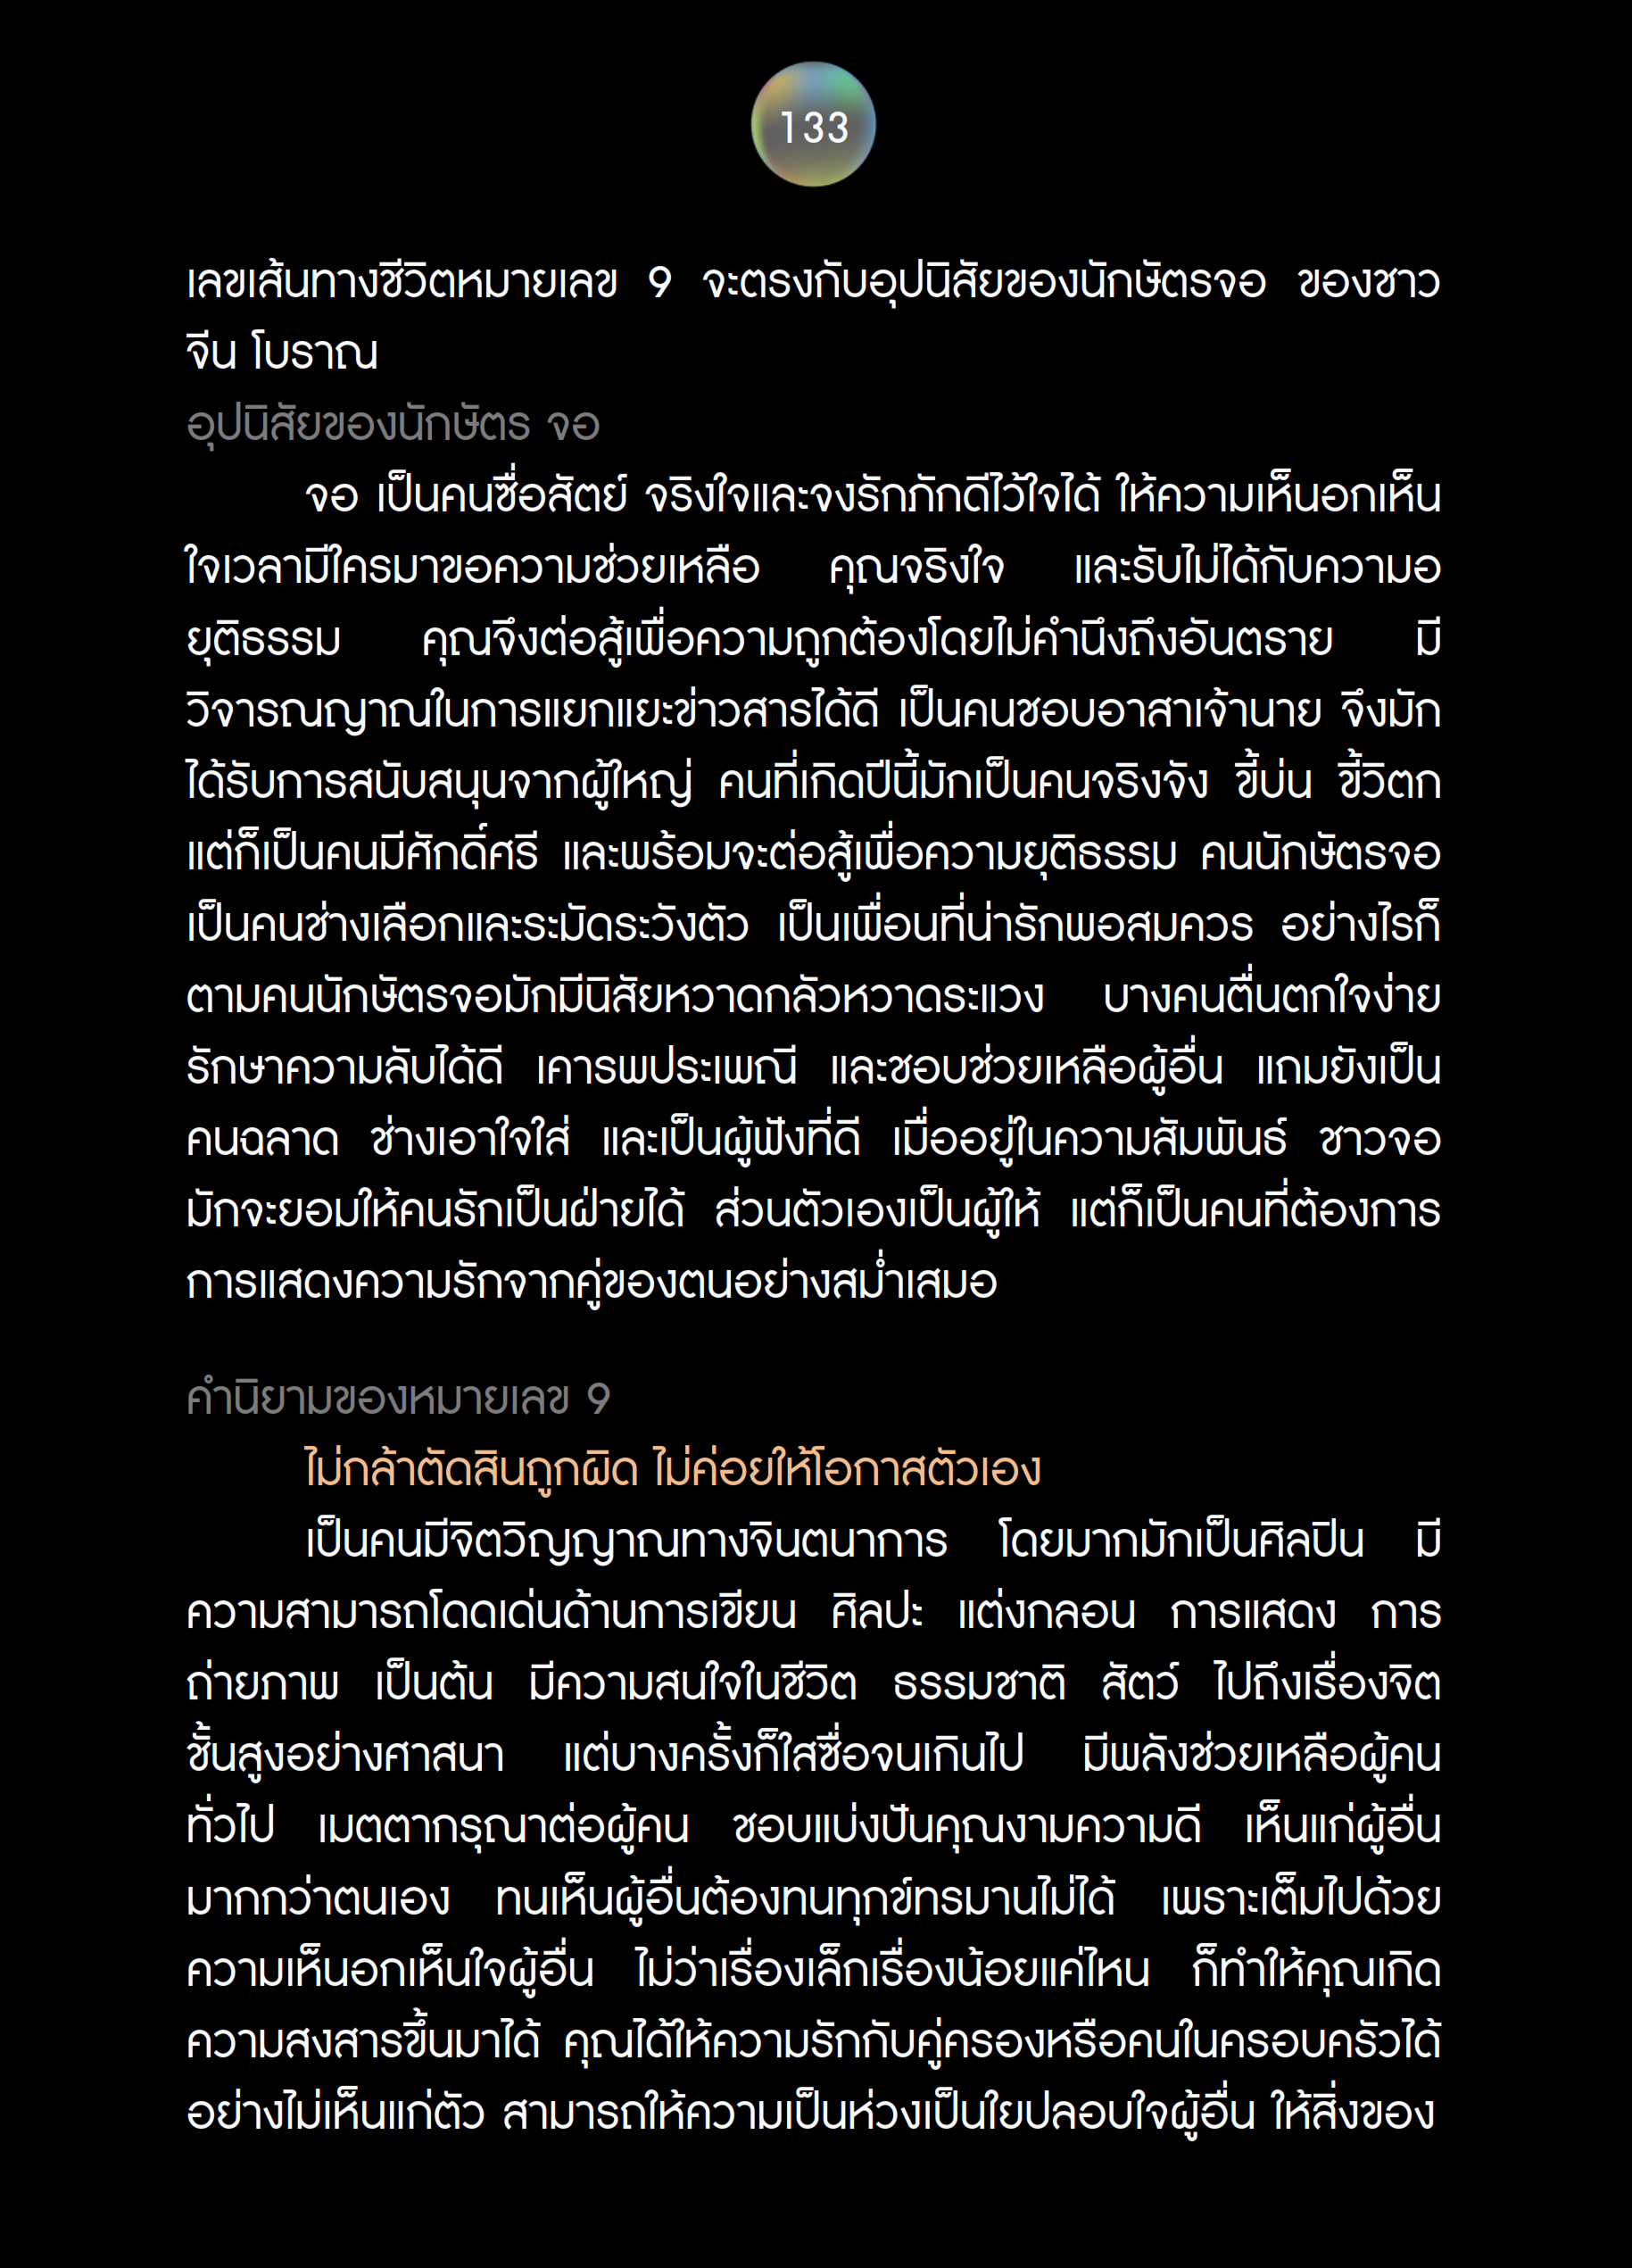 133
เลขเส้นทางชีวิตหมายเลข 9 จะตรงกับอุปนิสัยของนักษัตรจอ ของชาว
จีน โบราณ
อุปนิสัยของนักษัตร จอ
จอ เป็นคนซื่อสัตย์ จริงใจและจงรักภักดีไว้ใจได้ ให้ความเห็นอกเห็น
ใจเวลามีใครมาขอความช่วยเหลือ คุณจริงใจ และรับไม่ได้กับความอ
ยุติธรรม คุณจึงต่อสู้เพื่อความถูกต้องโดยไม่คำนึงถึงอันตราย มี
วิจารณญาณในการแยกแยะข่าวสารได้ดี เป็นคนชอบอาสาเจ้านาย จึงมัก
ได้รับการสนับสนุนจากผู้ใหญ่ คนที่เกิดปีนี้มักเป็นคนจริงจัง ขี้บ่น ขี้วิตก
แต่ก็เป็นคนมีศักดิ์ศรี และพร้อมจะต่อสู้เพื่อความยุติธรรม คนนักษัตรจอ
เป็นคนช่างเลือกและระมัดระวังตัว เป็นเพื่อนที่น่ารักพอสมควร อย่างไรก็
ตามคนนักษัตรจอมักมีนิสัยหวาดกลัวหวาดระแวง บางคนตื่นตกใจง่าย
รักษาความลับได้ดี เคารพประเพณี และชอบช่วยเหลือผู้อื่น แถมยังเป็น
คนฉลาด ช่างเอาใจใส่ และเป็นผู้ฟังที่ดี เมื่ออยู่ในความสัมพันธ์ ชาวจอ
มักจะยอมให้คนรักเป็นฝ่ายได้ ส่วนตัวเองเป็นผู้ให้ แต่ก็เป็นคนที่ต้องการ
การแสดงความรักจากคู่ของตนอย่างสม่ำเสมอ
คำนิยามของหมายเลข 9
ไม่กล้าตัดสินถูกผิด ไม่ค่อยให้โอกาสตัวเอง
เป็นคนมีจิตวิญญาณทางจินตนาการ โดยมากมักเป็นศิลปิน มี
ความสามารถโดดเด่นด้านการเขียน ศิลปะ แต่งกลอน การแสดง การ
ถ่ายภาพ เป็นต้น มีความสนใจในชีวิต ธรรมชาติ สัตว์ ไปถึงเรื่องจิต
ชั้นสูงอย่างศาสนา แต่บางครั้งก็ใสซื่อจนเกินไป มีพลังช่วยเหลือผู้คน
ทั่วไป เมตตากรุณาต่อผู้คน ชอบแบ่งปันคุณงามความดี เห็นแก่ผู้อื่น
มากกว่าตนเอง ทนเห็นผู้อื่นต้องทนทุกข์ทรมานไม่ได้ เพราะเต็มไปด้วย
ความเห็นอกเห็นใจผู้อื่น ไม่ว่าเรื่องเล็กเรื่องน้อยแค่ไหน ก็ทำให้คุณเกิด
ความสงสารขึ้นมาได้ คุณได้ให้ความรักกับคู่ครองหรือคนในครอบครัวได้
อย่างไม่เห็นแก่ตัว สามารถให้ความเป็นห่วงเป็นใยปลอบใจผู้อื่น ให้สิ่งของ